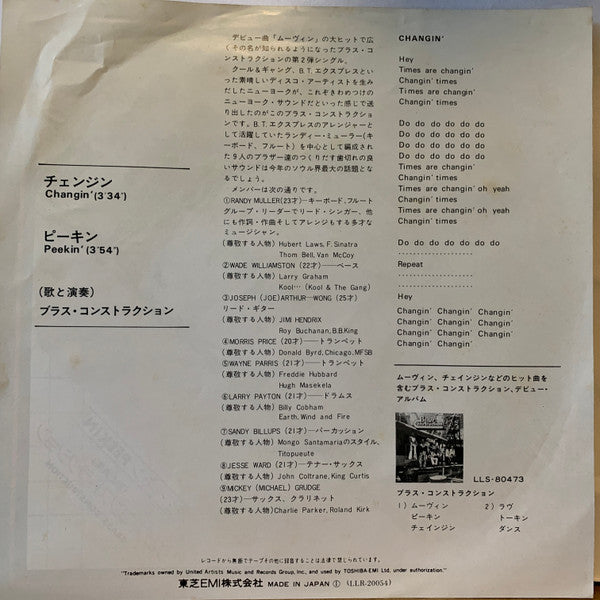 チェンジン
Changin' (3'34")
ピーキン
Peekin' (3"54")
(歌と演奏)
ブラス・コンストラクション
デビュー曲「ムーヴィン」の大ヒットで広
くその名が知られるようになったブラス・コ
ンストラクションの第2弾シングル。
クール&ギャング、B.T.エクスプレスといっ
た素晴しいディスコ・アーティストを生み
だしたニューヨークが、これぞきわめつけの
ニューヨーク・サウンドだといった感じで送
り出したのがこのブラス・コンストラクショ
ンです。B.T.エクスプレスのアレンジャーと
して活躍していたランディー・ミューラー(キ
ーボード、フルート)を中心として編成され
た9人のブラザー達のつくりだす歯切れの良
いサウンドは今年のソウル界最大の話題とな
るでしょう。
メンバーは次の通りです。
①RANDY MULLER(23才)―キーボード、フルート
グループ・リーダーでリード・シンガー、他
にも作詞・作曲そしてアレンジもする多才な
ミュージシャン。
(尊敬する人物) Hubert Laws, F. Sinatra
Thom Bell, Van McCoy
②WADE WILLIAMSTON (22才)―ベース
(尊敬する人物) Larry Graham
Kool… (Kool & The Gang)
③JOSEPH (JOE) ARTHUR―WONG (25才)
リード・ギター
(尊敬する人物) JIMI HENDRIX
Roy Buchanan, B.B.King
④MORRIS PRICE (20才)―トランペット
(尊敬する人物) Donald Byrd, Chicago, MFSB
⑤WAYNE PARRIS (21才)―トランペット
(尊敬する人物) Freddie Hubbard
Hugh Masekela
⑥LARRY PAYTON (21才)―ドラムス
(尊敬する人物) Billy Cobham
Earth, Wind and Fire
⑦SANDY BILLUPS (21才)―パーカッション
(尊敬する人物) Mongo Santamariaのスタイル,
Titopueute
⑧JESSE WARD (21才)―テナー・サックス
(尊敬する人物) John Coltrane, King Curtis
⑨MICKEY (MICHAEL) GRUDGE
(23才)―サックス、クラリネット
(尊敬する人物) Charlie Parker, Roland Kirk
CHANGIN'
Hey
Times are changin'
Changin' times
Times are changin'
Changin' times
Do do do do do do
Do do do do do do
Do do do do do do
Do do do do do do
Times are changin'
Changin' times
Times are changin' oh yeah
Changin' times
Times are changin' oh yeah
Changin' times
Do do do do do do do
....................
Repeat
....................
Hey
Changin' Changin' Changin'
Changin' Changin' Changin'
Changin' Changin' Changin'
Changin' Changin'
ムーヴィン、チェインジンなどのヒット曲を
含むブラス・コンストラクション、デビュー・
アルバム
LLS-80473
ブラス・コンストラクション
1) ムーヴィン 2) ラヴ
ピーキン トーキン
チェインジン ダンス
レコードから無断でテープその他に録音することは法で禁じられています。
"Trademarks owned by United Artists Music and Records Group, Inc., and used by TOSHIBA-EMI Ltd, under authorization."
東芝EMI株式会社 MADE IN JAPAN ① (LLR-20054)